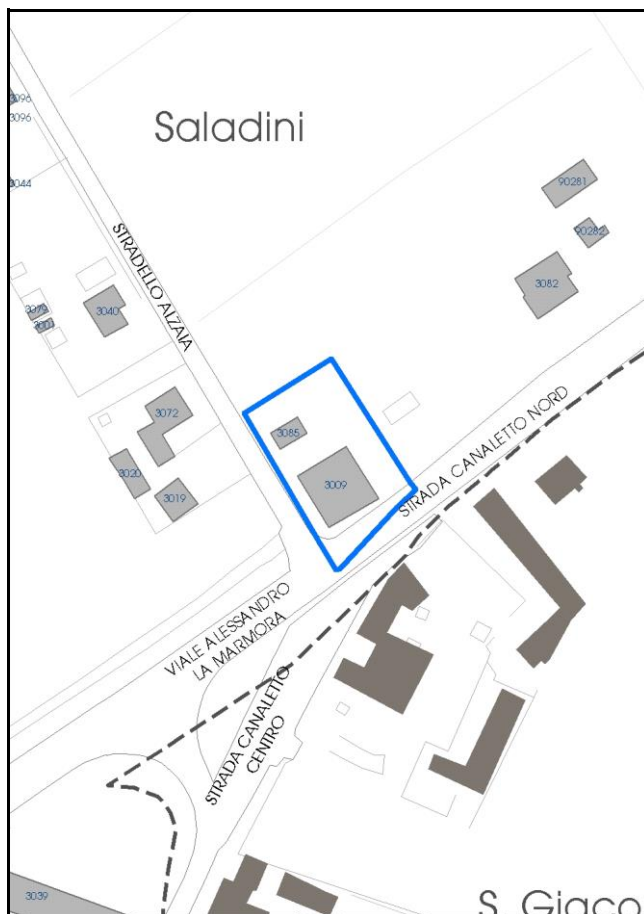 3096
3096
Saladini
3044
90281
90282
STRADELLO ALZAIA
3082
3079
3040
3072
3085
3020
3019
3009
STRADA CANALETTO NORD
VIALE ALESSANDRO
LA MARMORA
STRADA CANALETTO
CENTRO
3039
S. Giaco